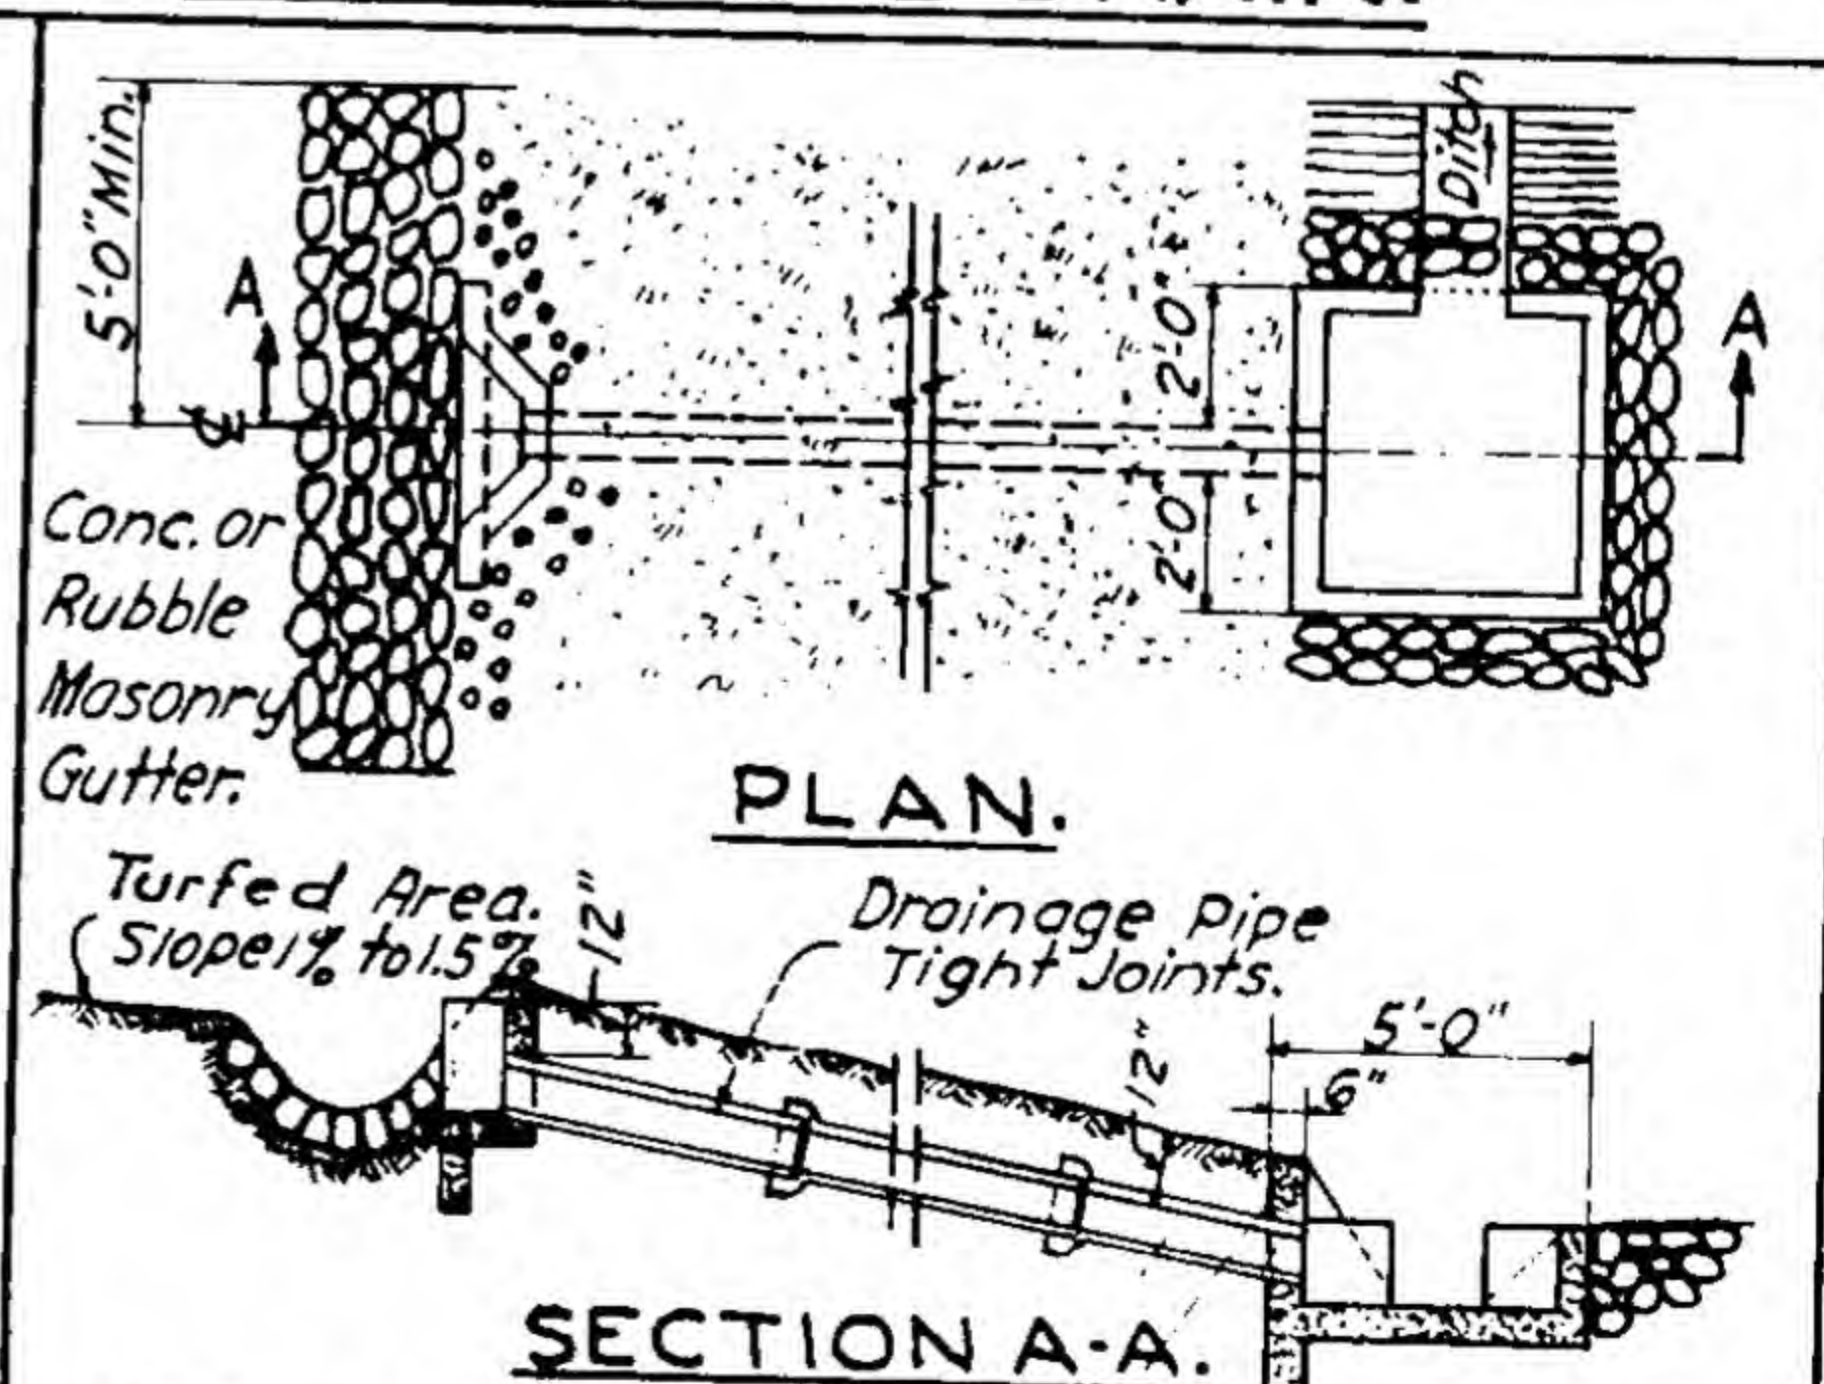 5'-0" Min.
A
℄
Conc. or
Rubble
Masonry
Gutter.
2'-0"
2'-0"
Ditch
A
PLAN.
Turfed Area.
Slope 1% to 1.5%
12"
Drainage Pipe
Tight Joints.
12"
5'-0"
6"
SECTION A-A.